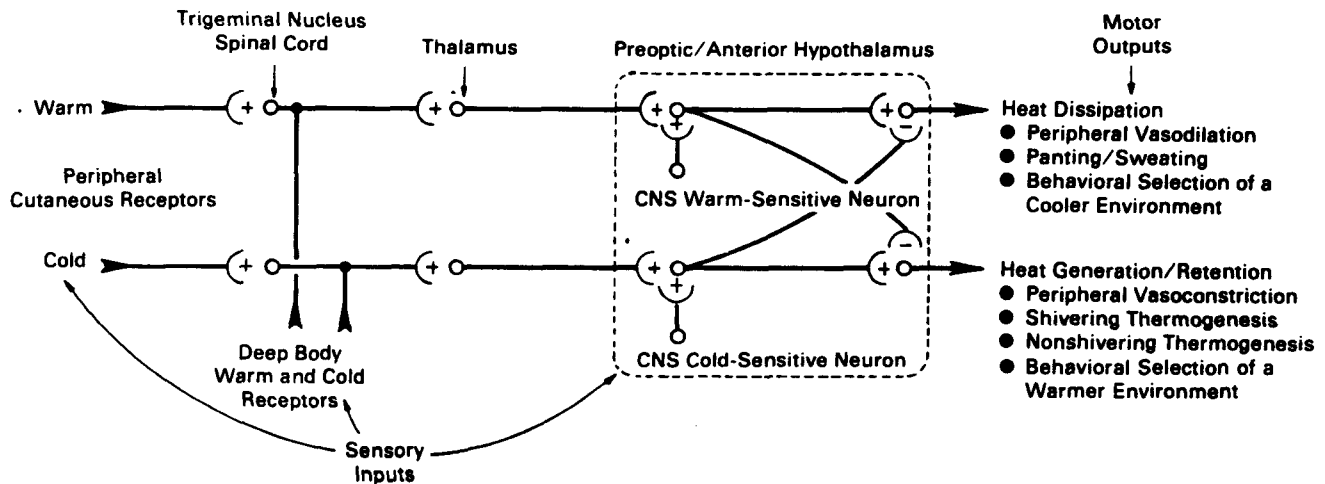 Trigeminal Nucleus
Spinal Cord
Thalamus
Preoptic/Anterior Hypothalamus
Motor
Outputs
Warm
+
+
+
+
+
−
Heat Dissipation
● Peripheral Vasodilation
● Panting/Sweating
● Behavioral Selection of a
Cooler Environment
Peripheral
Cutaneous Receptors
CNS Warm-Sensitive Neuron
Cold
+
+
+
+
+
−
Heat Generation/Retention
● Peripheral Vasoconstriction
● Shivering Thermogenesis
● Nonshivering Thermogenesis
● Behavioral Selection of a
Warmer Environment
CNS Cold-Sensitive Neuron
Deep Body
Warm and Cold
Receptors
Sensory
Inputs